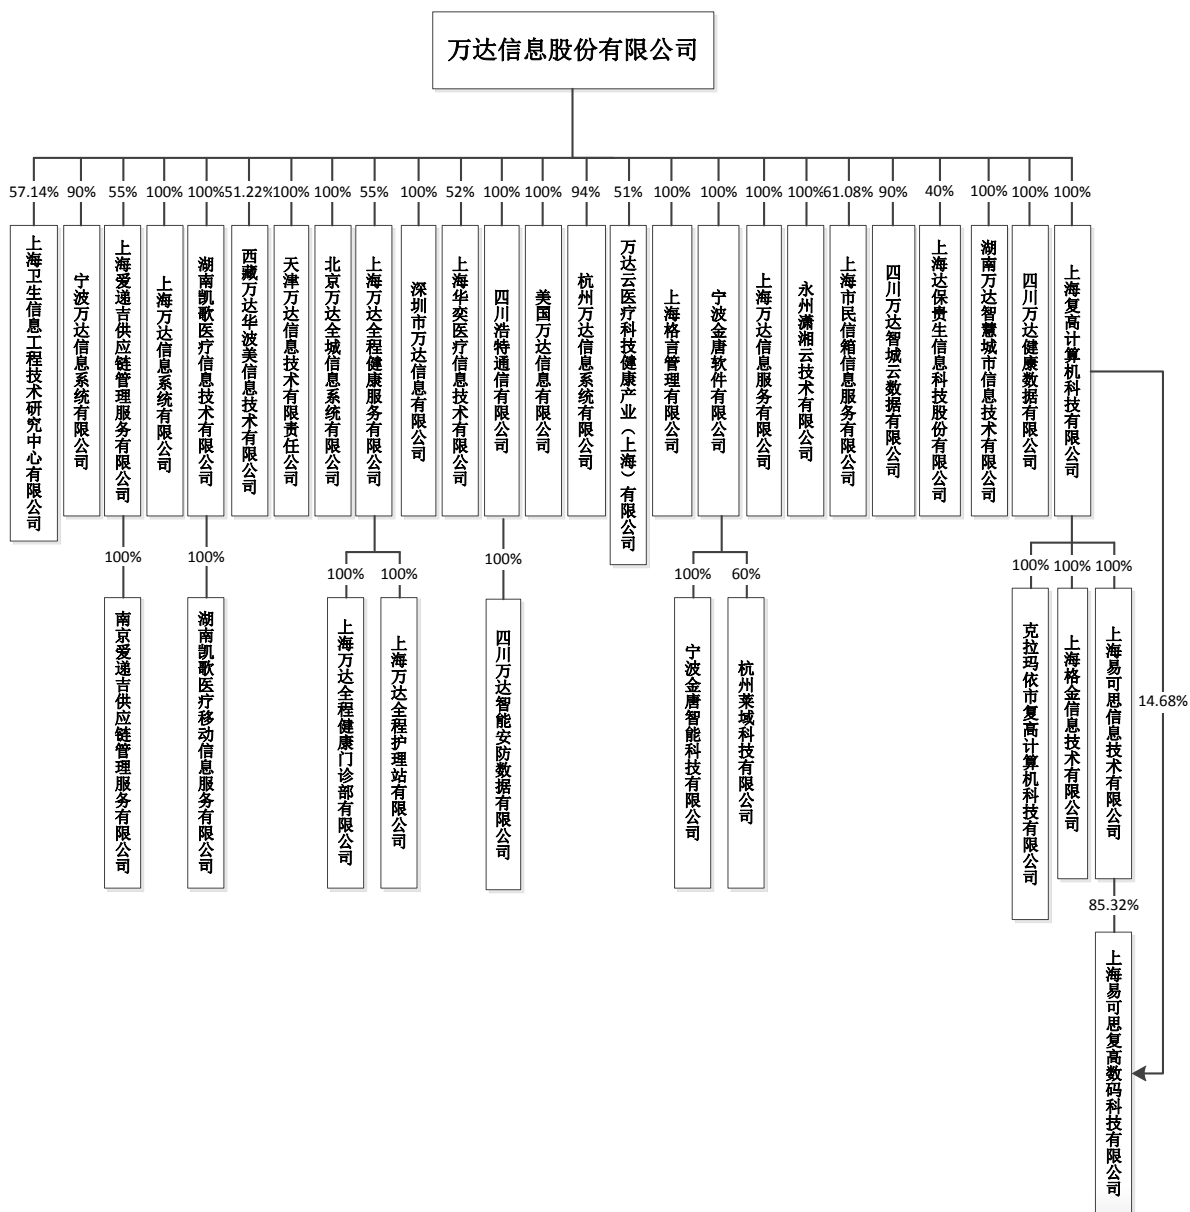 万达信息股份有限公司
57.14%
90%
55%
100%
100%
51.22%
100%
100%
55%
100%
52%
100%
100%
94%
51%
100%
100%
100%
100%
61.08%
90%
40%
100%
100%
100%
上海卫生信息工程技术研究中心有限公司
宁波万达信息系统有限公司
上海爱递吉供应链管理服务有限公司
上海万达信息系统有限公司
湖南凯歌医疗信息技术有限公司
西藏万达华波美信息技术有限公司
天津万达信息技术有限责任公司
北京万达全城信息系统有限公司
上海万达全程健康服务有限公司
深圳市万达信息有限公司
上海华奕医疗信息技术有限公司
四川浩特通信有限公司
美国万达信息有限公司
杭州万达信息系统有限公司
万达云医疗科技健康产业（上海）有限公司
上海格言管理有限公司
宁波金唐软件有限公司
上海万达信息服务有限公司
永州潇湘云技术有限公司
上海市民信箱信息服务有限公司
四川万达智城云数据有限公司
上海达保贵生信息科技股份有限公司
湖南万达智慧城市信息技术有限公司
四川万达健康数据有限公司
上海复高计算机科技有限公司
100%
100%
100%
100%
100%
100%
60%
100%
100%
100%
南京爱递吉供应链管理服务有限公司
湖南凯歌医疗移动信息服务有限公司
上海万达全程健康门诊部有限公司
上海万达全程护理站有限公司
四川万达智能安防数据有限公司
宁波金唐智能科技有限公司
杭州莱域科技有限公司
克拉玛依市复高计算机科技有限公司
上海格金信息技术有限公司
上海易可思信息技术有限公司
14.68%
85.32%
上海易可思复高数码科技有限公司